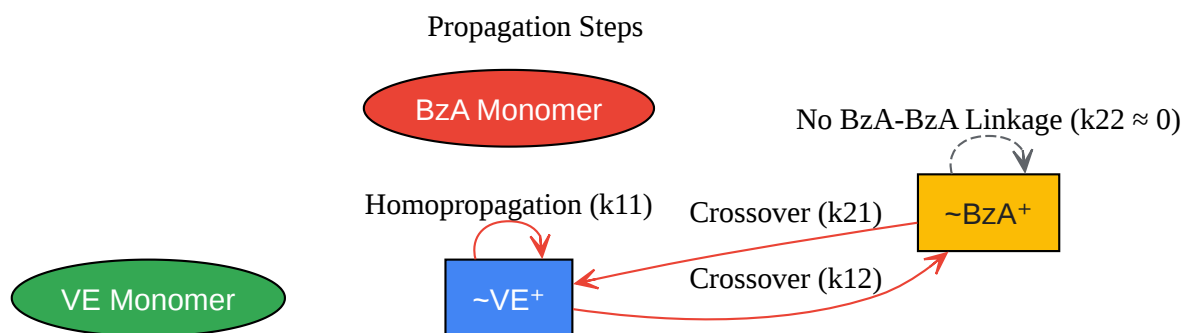 Propagation Steps
BzA Monomer
No BzA-BzA Linkage (k22 ≈ 0)
Homopropagation (k11)
Crossover (k21)
~BzA⁺
Crossover (k12)
VE Monomer
~VE⁺